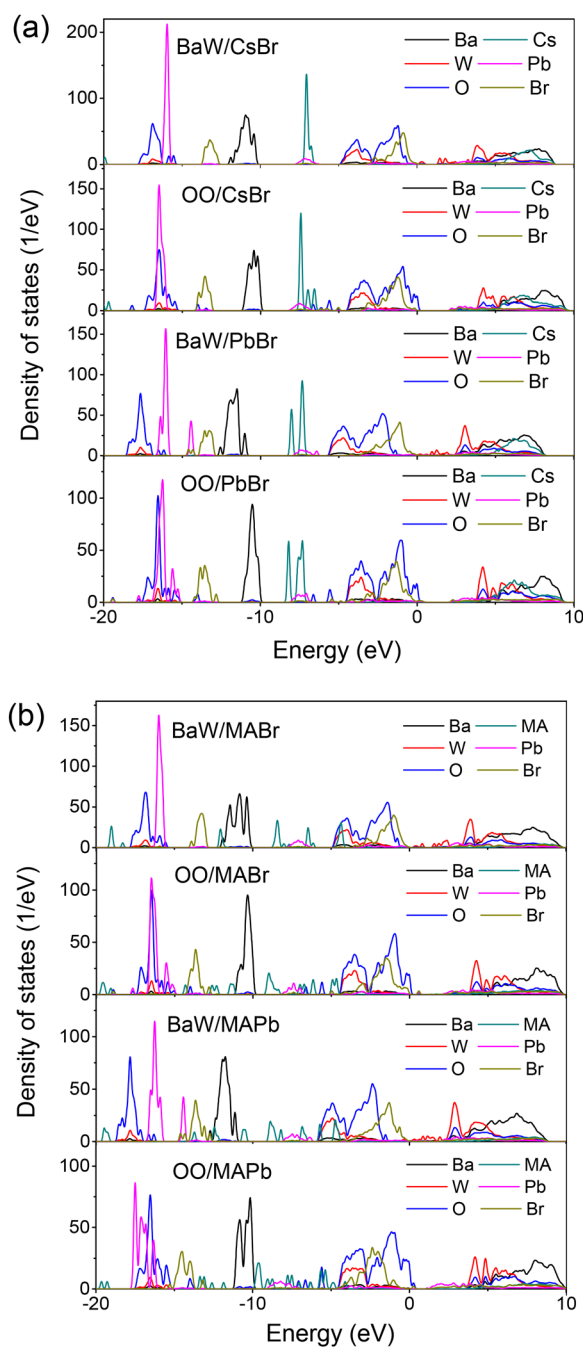 (a)
BaW/CsBr
Ba Cs
W Pb
O Br
200
150
100
50
0
OO/CsBr
Ba Cs
W Pb
O Br
150
100
50
0
BaW/PbBr
Ba Cs
W Pb
O Br
150
100
50
0
OO/PbBr
Ba Cs
W Pb
O Br
100
50
0
Density of states (1/eV)
-20 -10 0 10
Energy (eV)
(b)
BaW/MABr
Ba MA
W Pb
O Br
150
100
50
0
OO/MABr
Ba MA
W Pb
O Br
100
50
0
BaW/MAPb
Ba MA
W Pb
O Br
100
50
0
OO/MAPb
Ba MA
W Pb
O Br
100
50
0
Density of states (1/eV)
-20 -10 0 10
Energy (eV)